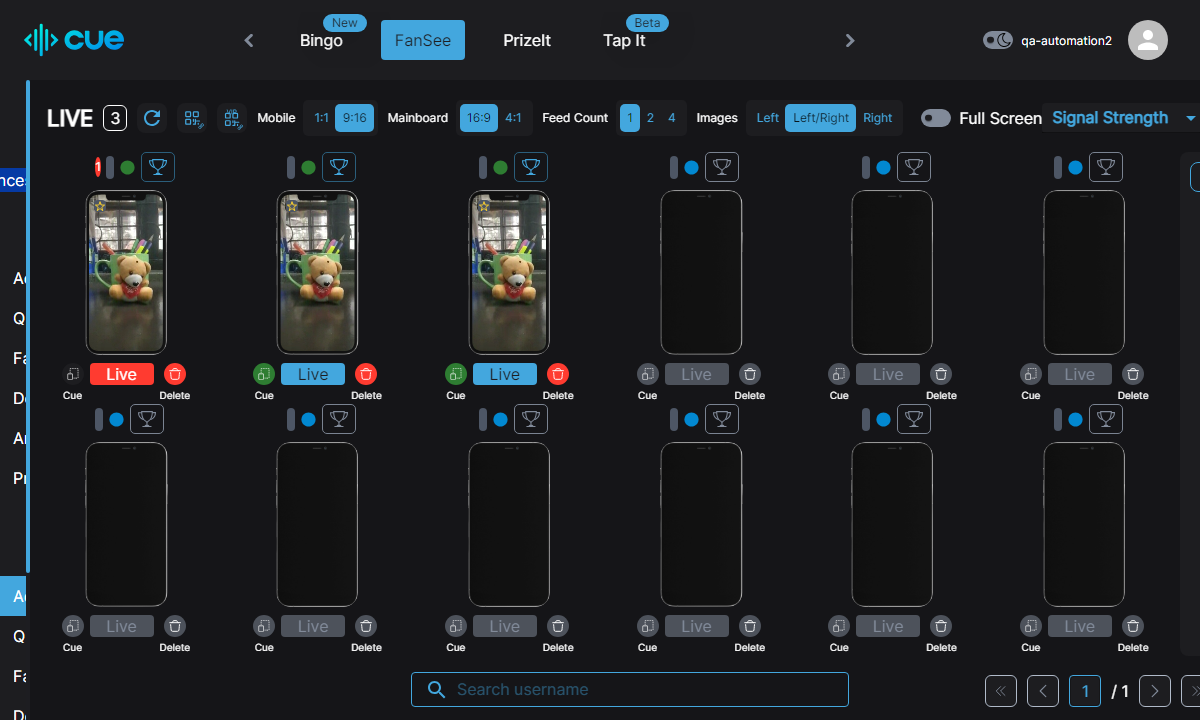 cue
Bingo
New
FanSee
PrizeIt
Tap It
Beta
qa-automation2
LIVE 3
Mobile 1:1 9:16
Mainboard 16:9 4:1
Feed Count 1 2 4
Images Left Left/Right Right
Full Screen
Signal Strength
1
Live Live Live Live Live Live
Cue Delete Cue Delete Cue Delete Cue Delete Cue Delete Cue Delete
Live Live Live Live Live Live
Cue Delete Cue Delete Cue Delete Cue Delete Cue Delete Cue Delete
Search username
1 / 1